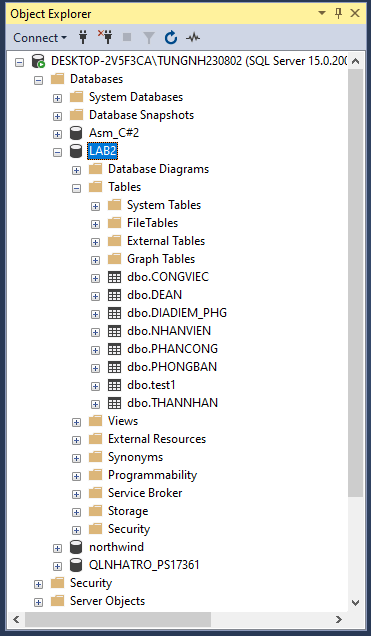 Object Explorer
Connect
DESKTOP-2V5F3CA\TUNGNH230802 (SQL Server 15.0.200
Databases
System Databases
Database Snapshots
Asm_C#2
LAB2
Database Diagrams
Tables
System Tables
FileTables
External Tables
Graph Tables
dbo.CONGVIEC
dbo.DEAN
dbo.DIADIEM_PHG
dbo.NHANVIEN
dbo.PHANCONG
dbo.PHONGBAN
dbo.test1
dbo.THANNHAN
Views
External Resources
Synonyms
Programmability
Service Broker
Storage
Security
northwind
QLNHATRO_PS17361
Security
Server Objects